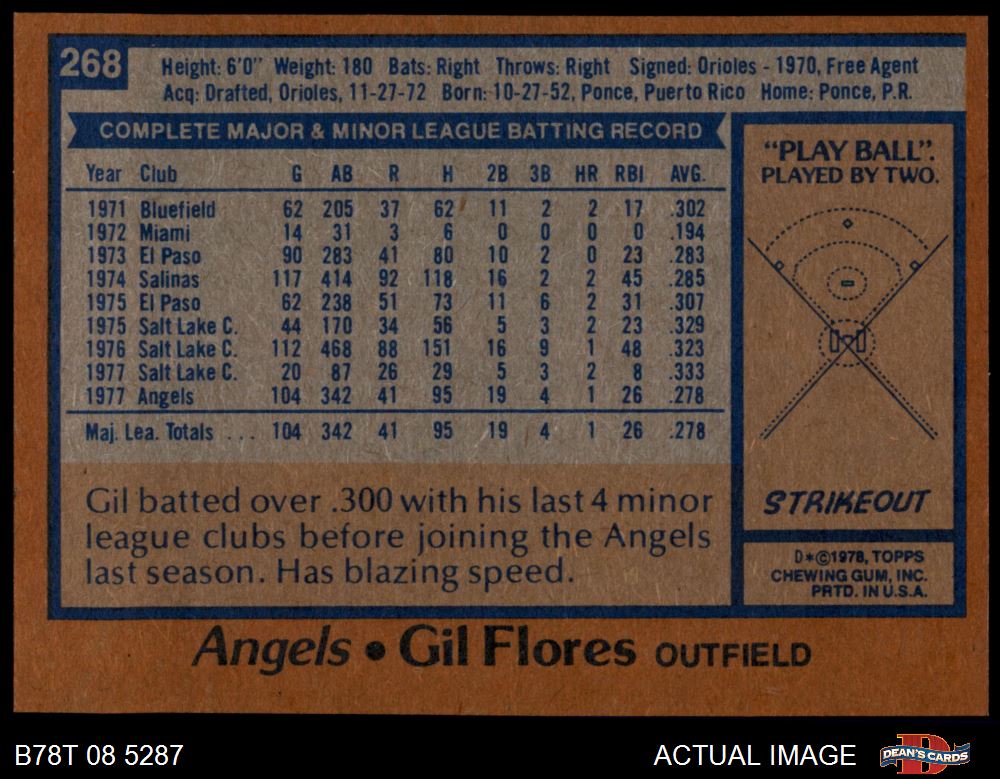 268
Height: 6'0" Weight: 180 Bats: Right Throws: Right Signed: Orioles - 1970, Free Agent
Acq: Drafted, Orioles, 11-27-72 Born: 10-27-52, Ponce, Puerto Rico Home: Ponce, P.R.
COMPLETE MAJOR & MINOR LEAGUE BATTING RECORD
Year Club G AB R H 2B 3B HR RBI AVG.
1971 Bluefield 62 205 37 62 11 2 2 17 .302
1972 Miami 14 31 3 6 0 0 0 0 .194
1973 El Paso 90 283 41 80 10 2 0 23 .283
1974 Salinas 117 414 92 118 16 2 2 45 .285
1975 El Paso 62 238 51 73 11 6 2 31 .307
1975 Salt Lake C. 44 170 34 56 5 3 2 23 .329
1976 Salt Lake C. 112 468 88 151 16 9 1 48 .323
1977 Salt Lake C. 20 87 26 29 5 3 2 8 .333
1977 Angels 104 342 41 95 19 4 1 26 .278
Maj. Lea. Totals ... 104 342 41 95 19 4 1 26 .278
Gil batted over .300 with his last 4 minor
league clubs before joining the Angels
last season. Has blazing speed.
"PLAY BALL".
PLAYED BY TWO.
STRIKEOUT
D*©1978, TOPPS
CHEWING GUM, INC.
PRTD. IN U.S.A.
Angels • Gil Flores OUTFIELD
B78T 08 5287
ACTUAL IMAGE
D
DEAN'S CARDS